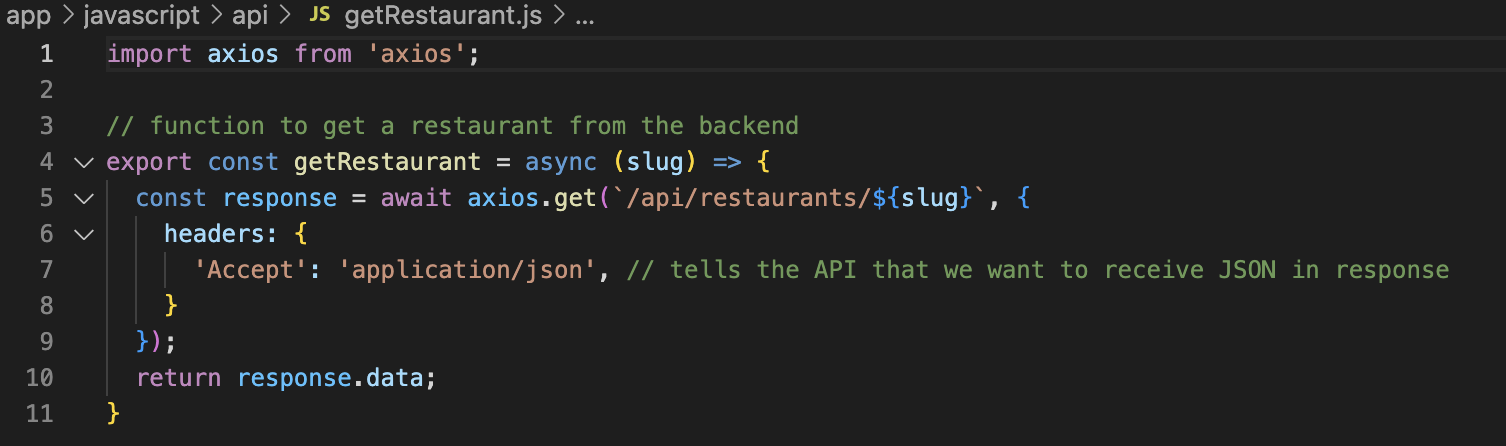 app > javascript > api > JS getRestaurant.js > ...
1 import axios from 'axios';
2
3 // function to get a restaurant from the backend
4 export const getRestaurant = async (slug) => {
5   const response = await axios.get(`/api/restaurants/${slug}`, {
6     headers: {
7       'Accept': 'application/json', // tells the API that we want to receive JSON in response
8     }
9   });
10   return response.data;
11 }